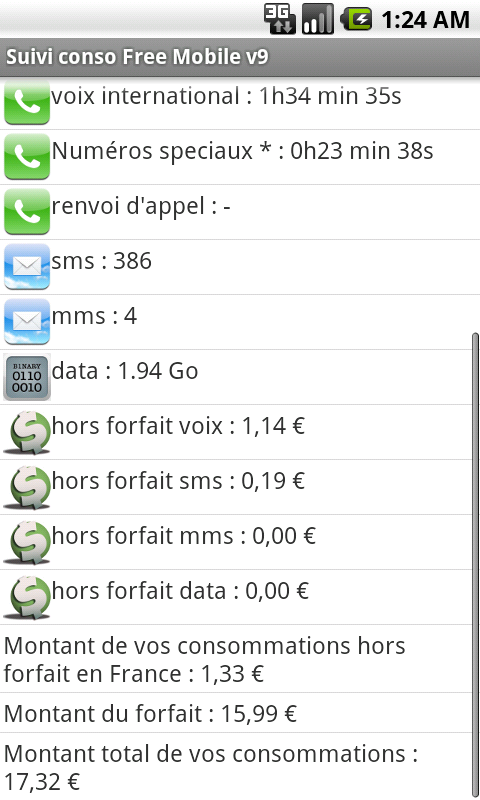 3G
1:24 AM
Suivi conso Free Mobile v9
voix international : 1h34 min 35s
Numéros speciaux * : 0h23 min 38s
renvoi d'appel : -
sms : 386
mms : 4
BINARY
0110
0010
data : 1.94 Go
hors forfait voix : 1,14 €
hors forfait sms : 0,19 €
hors forfait mms : 0,00 €
hors forfait data : 0,00 €
Montant de vos consommations hors
forfait en France : 1,33 €
Montant du forfait : 15,99 €
Montant total de vos consommations :
17,32 €